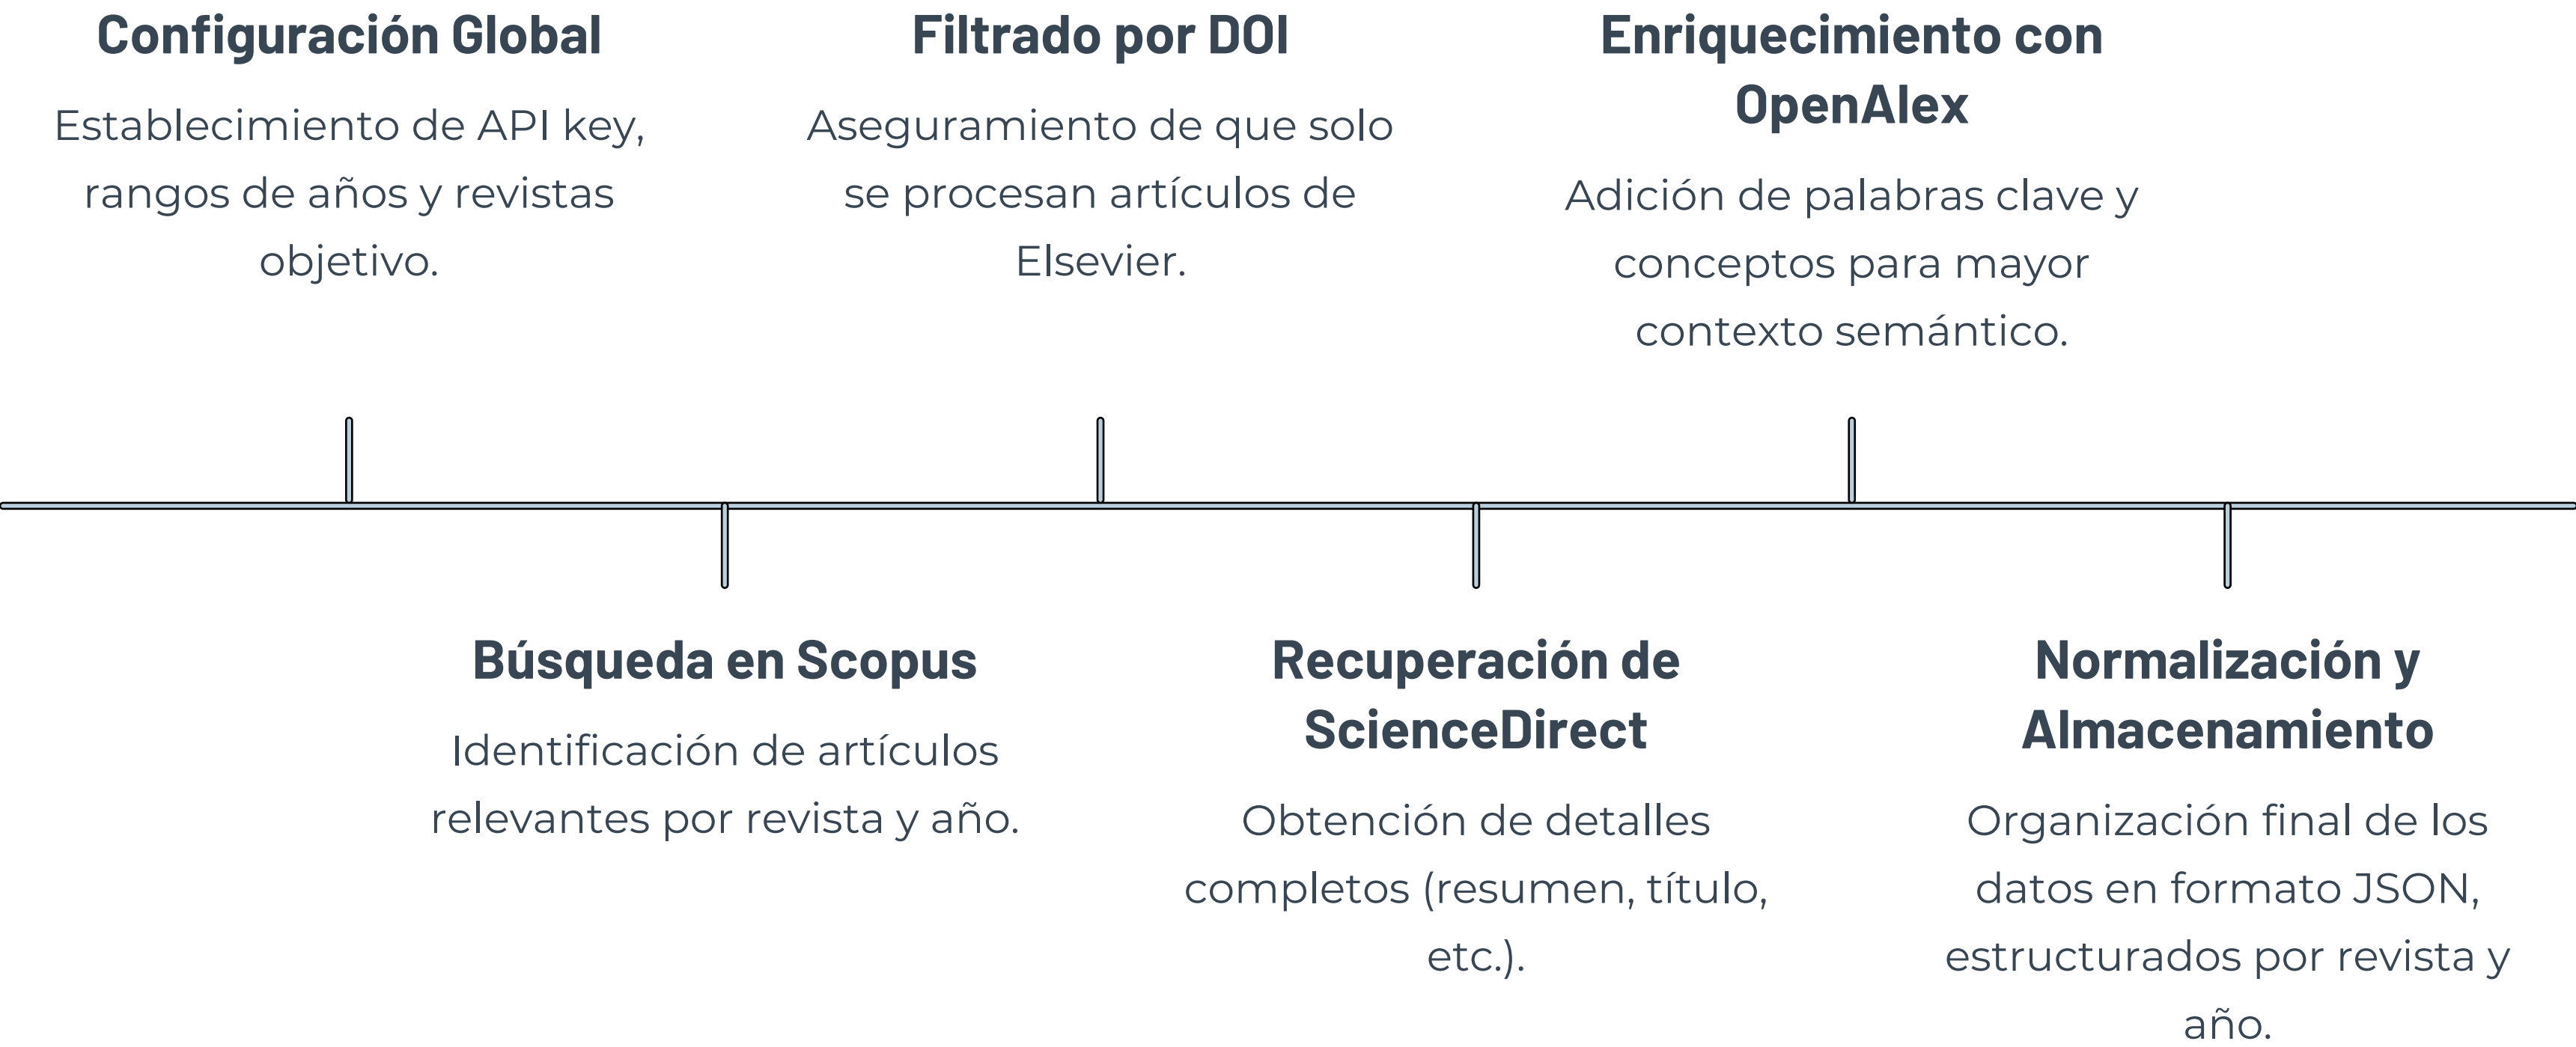 Configuración Global
Establecimiento de API key,
rangos de años y revistas
objetivo.
Búsqueda en Scopus
Identificación de artículos
relevantes por revista y año.
Filtrado por DOI
Aseguramiento de que solo
se procesan artículos de
Elsevier.
Recuperación de
ScienceDirect
Obtención de detalles
completos (resumen, título,
etc.).
Enriquecimiento con
OpenAlex
Adición de palabras clave y
conceptos para mayor
contexto semántico.
Normalización y
Almacenamiento
Organización final de los
datos en formato JSON,
estructurados por revista y
año.